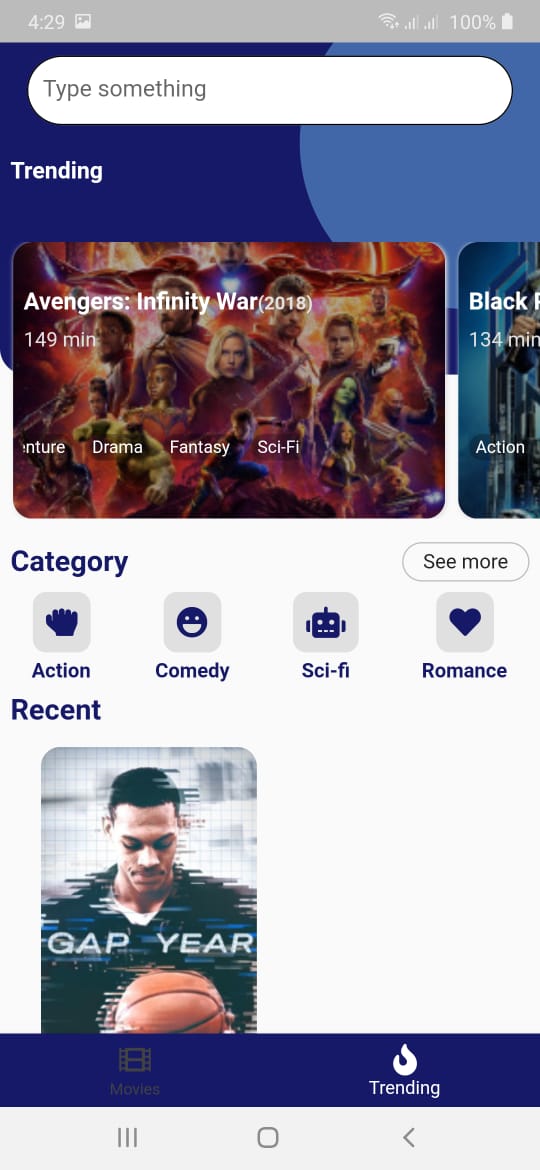 4:29 100%
Type something
Trending
Avengers: Infinity War(2018)
149 min
enture Drama Fantasy Sci-Fi
Black
134 min
Action
Category
See more
Action Comedy Sci-fi Romance
Recent
GAP YEAR
Movies Trending